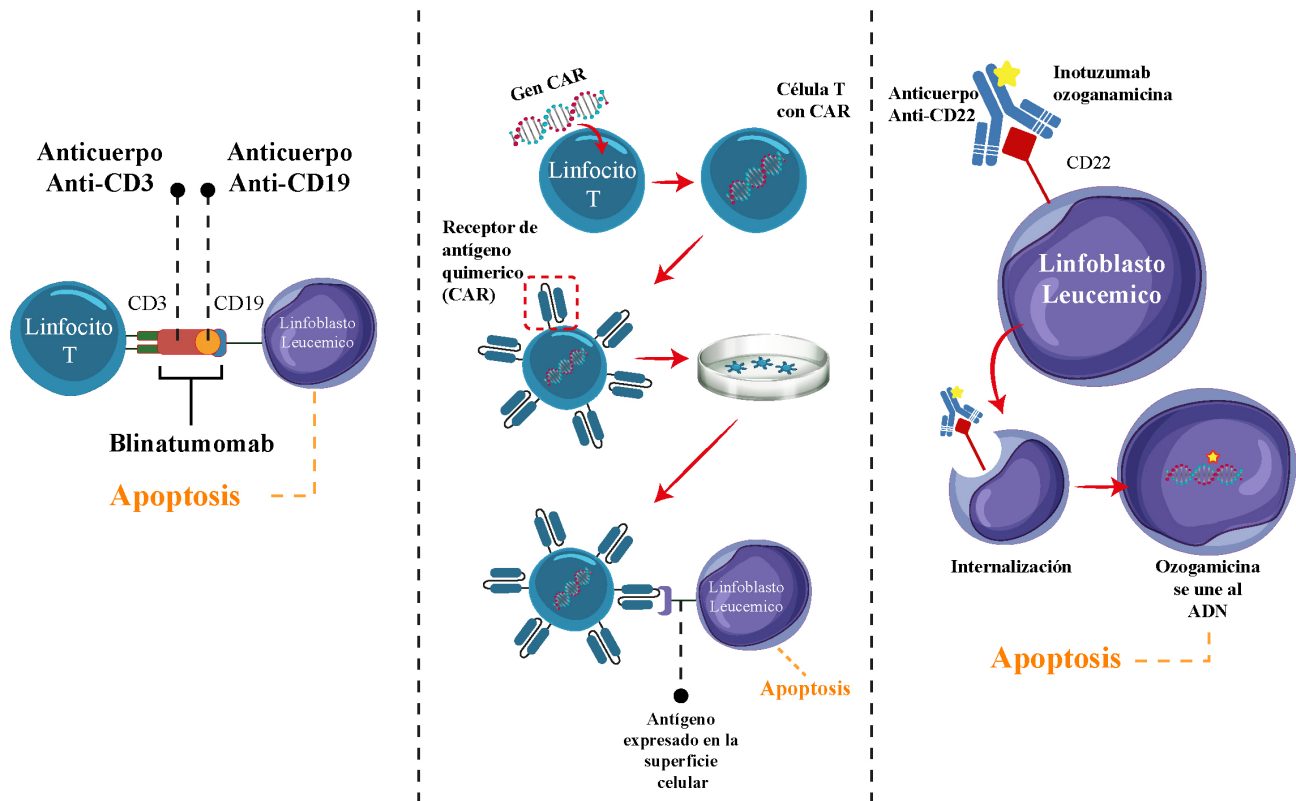 Anticuerpo
Anti-CD3
Anticuerpo
Anti-CD19
CD3
CD19
Linfocito
T
Linfoblasto
Leucemico
Blinatumomab
Apoptosis
Gen CAR
Linfocito
T
Célula T
con CAR
Receptor de
antígeno
quimerico
(CAR)
Linfoblasto
Leucemico
Apoptosis
Antígeno
expresado en la
superficie
celular
Anticuerpo
Anti-CD22
Inotuzumab
ozoganamicina
CD22
Linfoblasto
Leucemico
Internalización
Ozogamicina
se une al
ADN
Apoptosis